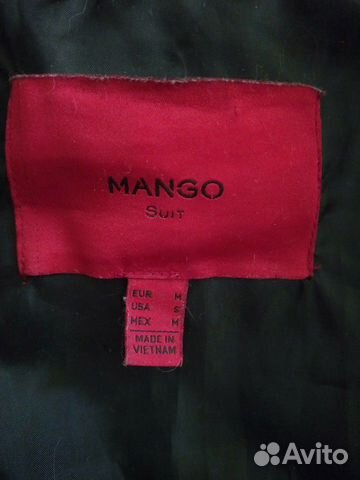 MANGO
SUIT
EUR M
USA S
MEX M
MADE IN
VIETNAM
Avito